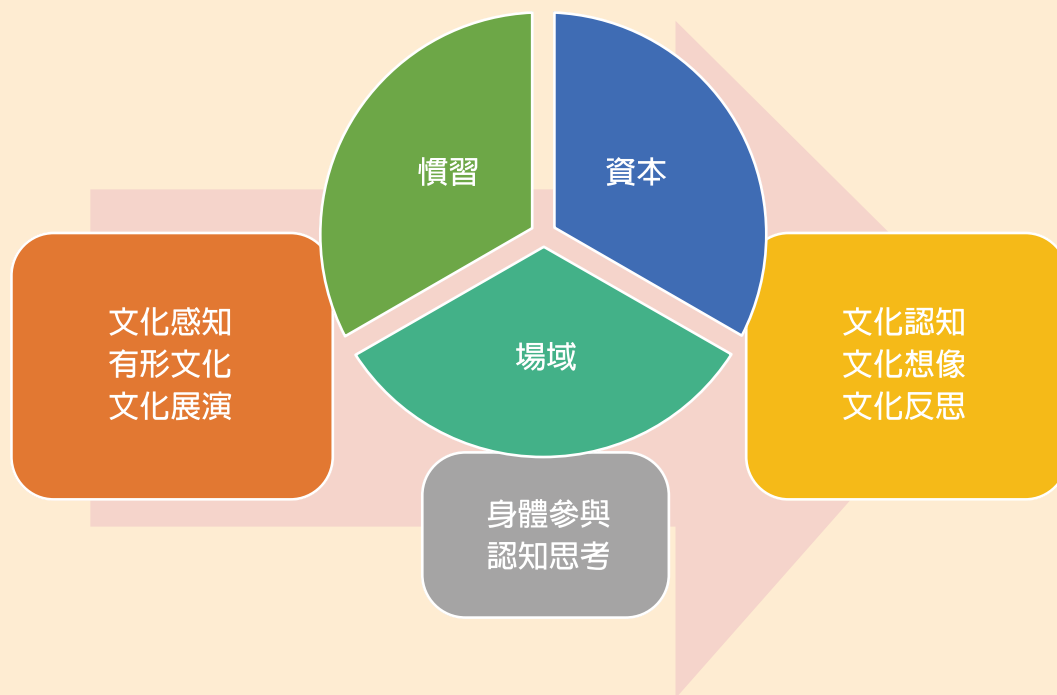 慣習
資本
場域
文化感知
有形文化
文化展演
文化認知
文化想像
文化反思
身體參與
認知思考